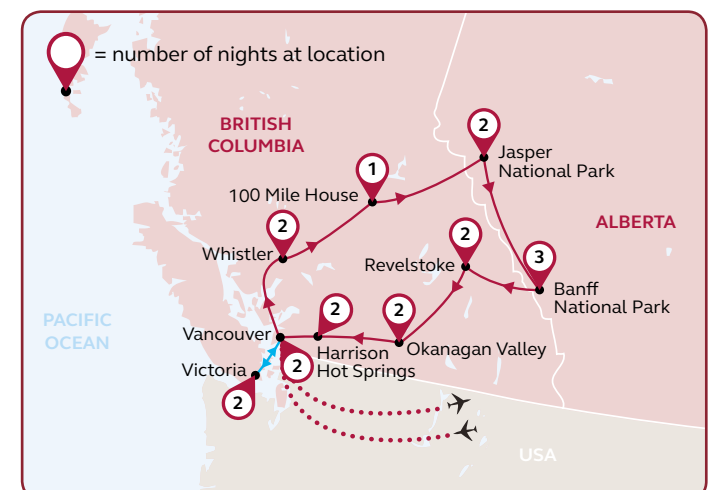 = number of nights at location
BRITISH
COLUMBIA
2
Jasper
National Park
1
100 Mile House
ALBERTA
2
Whistler
2
Revelstoke
3
Banff
National Park
PACIFIC
OCEAN
Vancouver
2
Harrison
Hot Springs
2
Okanagan Valley
2
Victoria
2
USA